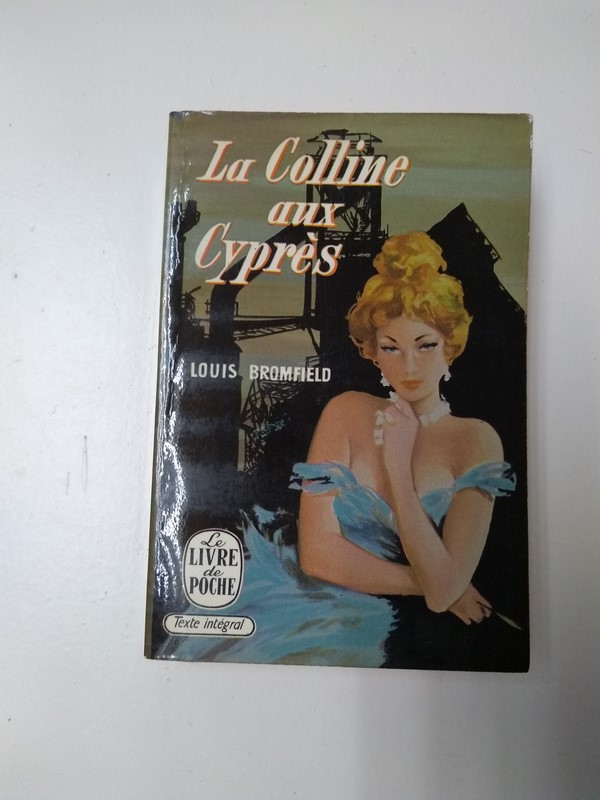 La Colline
aux
Cyprès
LOUIS BROMFIELD
Le
LIVRE
de
POCHE
Texte intégral